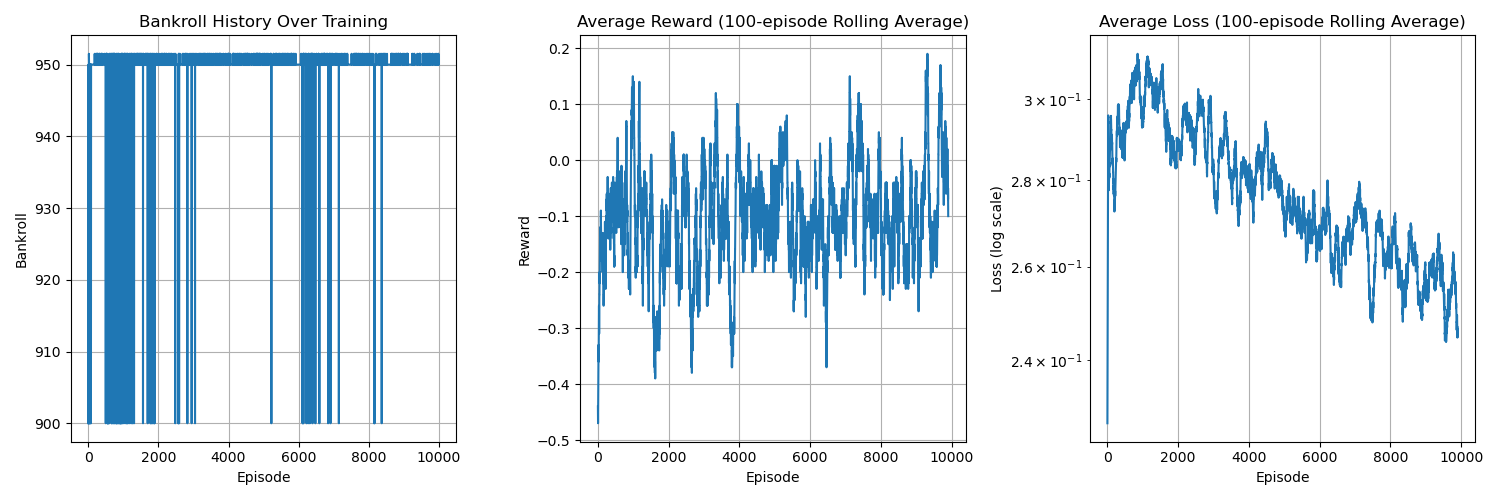 Bankroll History Over Training
950
940
930
920
910
900
Bankroll
0 2000 4000 6000 8000 10000
Episode
Average Reward (100-episode Rolling Average)
0.2
0.1
0.0
−0.1
−0.2
−0.3
−0.4
−0.5
Reward
0 2000 4000 6000 8000 10000
Episode
Average Loss (100-episode Rolling Average)
3 × 10⁻¹
2.8 × 10⁻¹
2.6 × 10⁻¹
2.4 × 10⁻¹
Loss (log scale)
0 2000 4000 6000 8000 10000
Episode